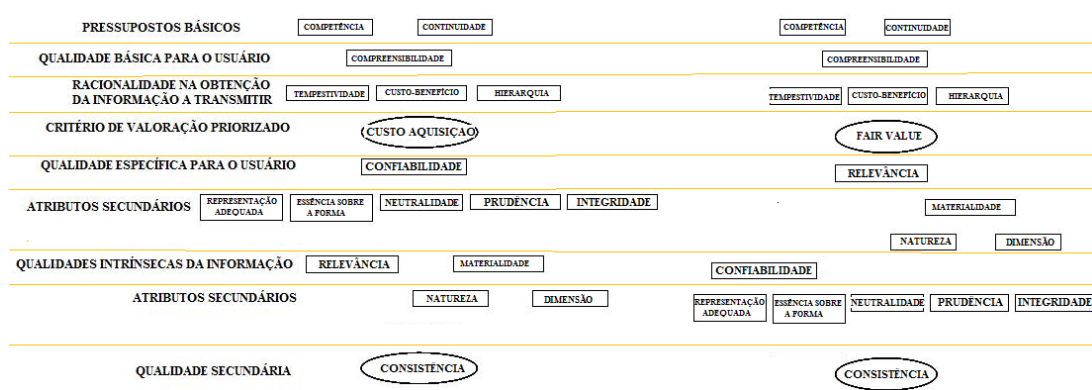 PRESSUPOSTOS BÁSICOS COMPETÊNCIA CONTINUIDADE COMPETÊNCIA CONTINUIDADE
QUALIDADE BÁSICA PARA O USUÁRIO COMPREENSIBILIDADE COMPREENSIBILIDADE
RACIONALIDADE NA OBTENÇÃO
DA INFORMAÇÃO A TRANSMITIR TEMPESTIVIDADE CUSTO-BENEFÍCIO HIERARQUIA TEMPESTIVIDADE CUSTO-BENEFÍCIO HIERARQUIA
CRITÉRIO DE VALORAÇÃO PRIORIZADO CUSTO AQUISIÇAO FAIR VALUE
QUALIDADE ESPECÍFICA PARA O USUÁRIO CONFIABILIDADE RELEVÂNCIA
ATRIBUTOS SECUNDÁRIOS REPRESENTAÇÃO ADEQUADA ESSÊNCIA SOBRE A FORMA NEUTRALIDADE PRUDÊNCIA INTEGRIDADE MATERIALIDADE
NATUREZA DIMENSÃO
QUALIDADES INTRÍNSECAS DA INFORMAÇÃO RELEVÂNCIA MATERIALIDADE CONFIABILIDADE
ATRIBUTOS SECUNDÁRIOS NATUREZA DIMENSÃO REPRESENTAÇÃO ADEQUADA ESSÊNCIA SOBRE A FORMA NEUTRALIDADE PRUDÊNCIA INTEGRIDADE
QUALIDADE SECUNDÁRIA CONSISTÊNCIA CONSISTÊNCIA